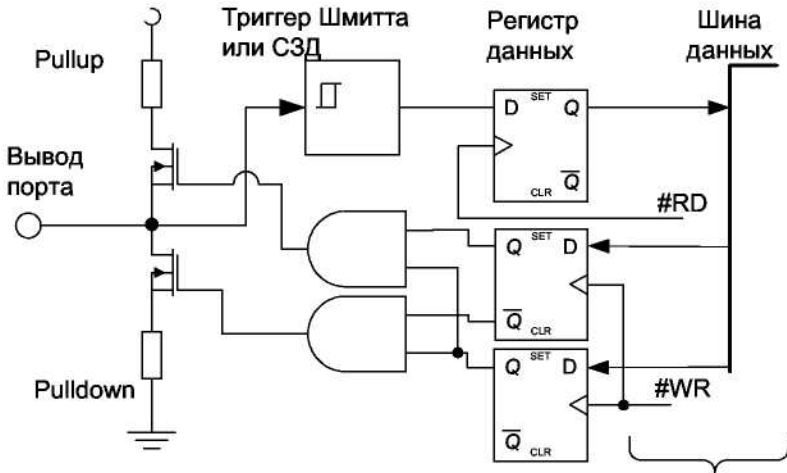 Триггер Шмитта
или СЗД
Регистр
данных
Шина
данных
Pullup
Вывод
порта
D SET Q
Q
CLR
#RD
Q SET D
Q
CLR
Q SET D
Q
CLR
#WR
Pulldown